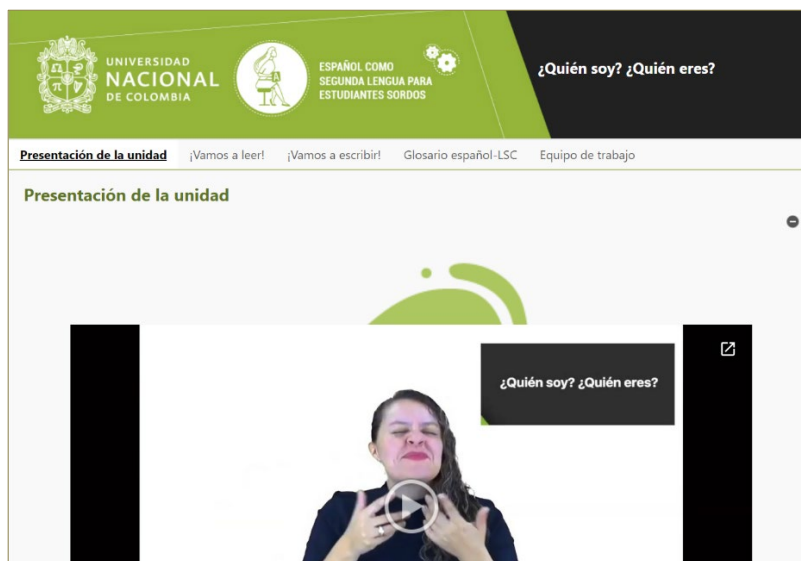 UNIVERSIDAD
NACIONAL
DE COLOMBIA
ESPAÑOL COMO
SEGUNDA LENGUA PARA
ESTUDIANTES SORDOS
¿Quién soy? ¿Quién eres?
Presentación de la unidad ¡Vamos a leer! ¡Vamos a escribir! Glosario español-LSC Equipo de trabajo
Presentación de la unidad
¿Quién soy? ¿Quién eres?